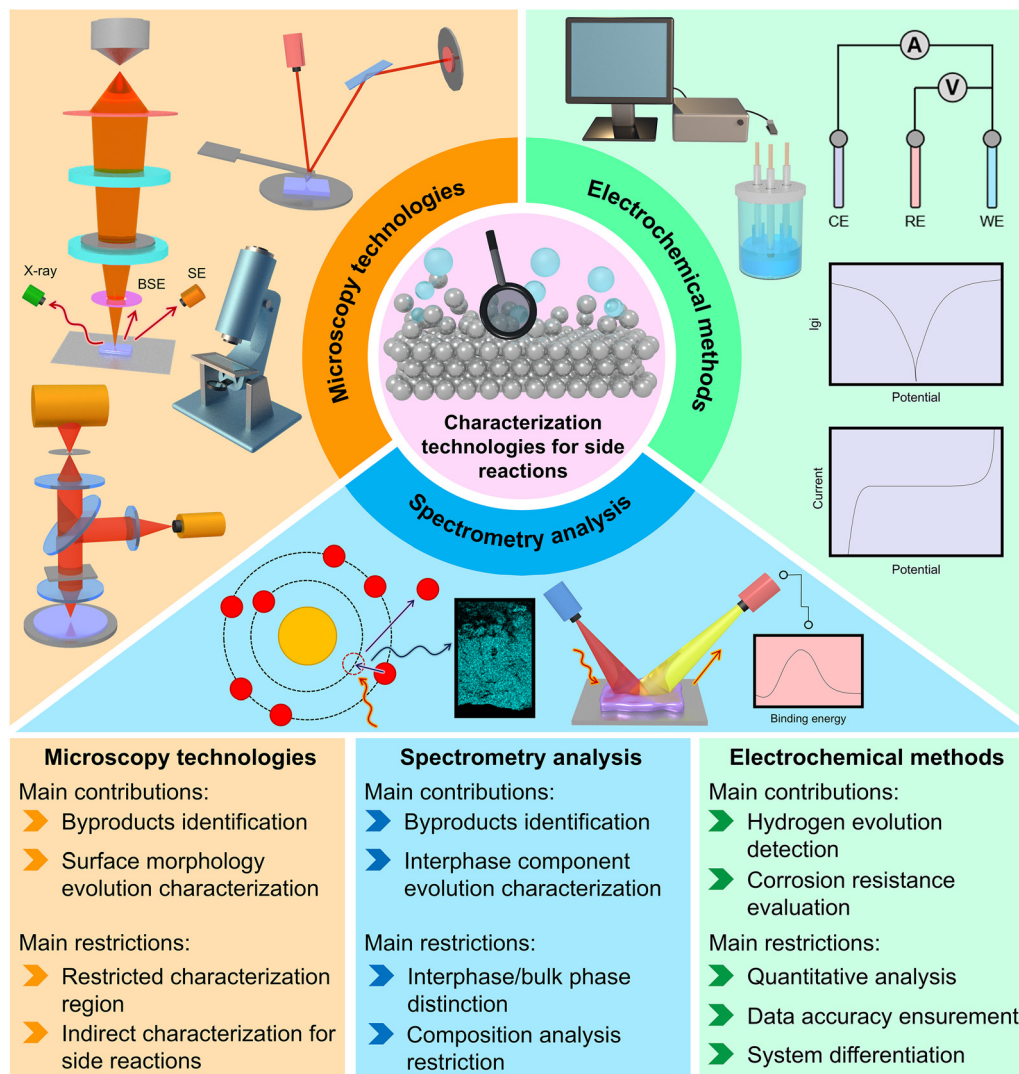 X-ray
BSE
SE
Microscopy technologies
Electrochemical methods
Spectrometry analysis
Characterization
technologies for side
reactions
A
V
CE
RE
WE
Igi
Potential
Current
Potential
Binding energy
Microscopy technologies
Main contributions:
Byproducts identification
Surface morphology
evolution characterization
Main restrictions:
Restricted characterization
region
Indirect characterization for
side reactions
Spectrometry analysis
Main contributions:
Byproducts identification
Interphase component
evolution characterization
Main restrictions:
Interphase/bulk phase
distinction
Composition analysis
restriction
Electrochemical methods
Main contributions:
Hydrogen evolution
detection
Corrosion resistance
evaluation
Main restrictions:
Quantitative analysis
Data accuracy ensurement
System differentiation